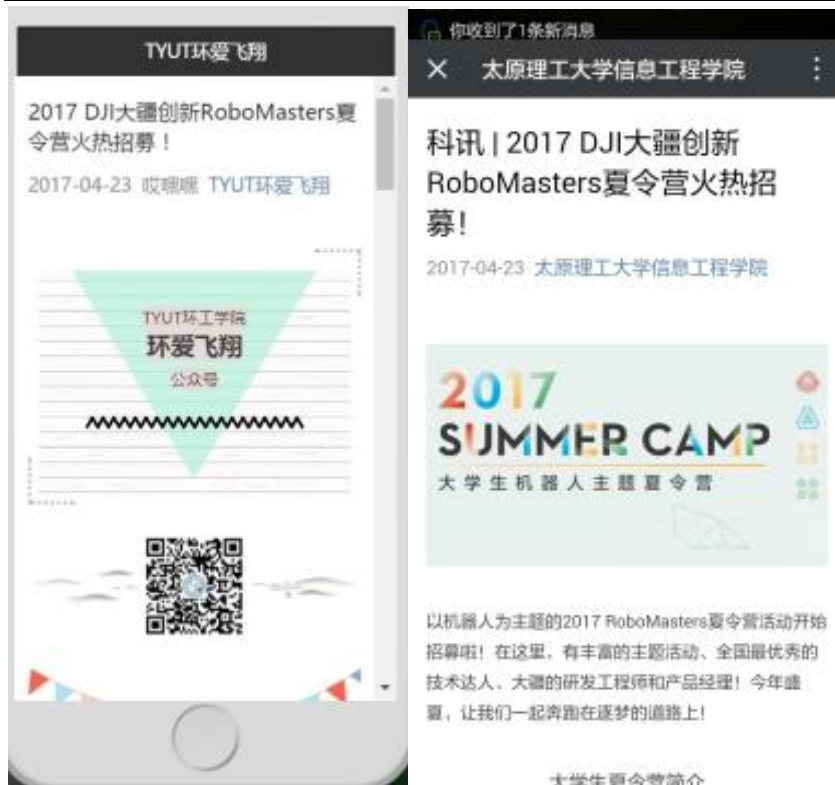 TYUT环爱飞翔
2017 DJI大疆创新RoboMasters夏
令营火热招募！
2017-04-23 哎嘿嘿 TYUT环爱飞翔
TYUT环工学院
环爱飞翔
公众号
你收到了1条新消息
太原理工大学信息工程学院
科讯 | 2017 DJI大疆创新
RoboMasters夏令营火热招
募！
2017-04-23 太原理工大学信息工程学院
2017
SUMMER CAMP
大学生机器人主题夏令营
以机器人为主题的2017 RoboMasters夏令营活动开始
招募啦！在这里，有丰富的主题活动、全国最优秀的
技术达人、大疆的研发工程师和产品经理！今年盛
夏，让我们一起奔跑在逐梦的道路上！
大学生夏令营简介